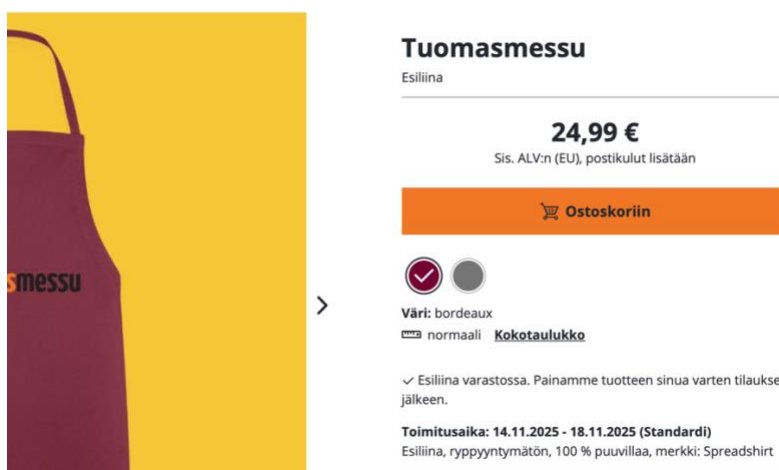 smessu
Tuomasmessu
Esiliina
24,99 €
Sis. ALV:n (EU), postikulut lisätään
Ostoskoriin
Väri: bordeaux
normaali Kokotaulukko
✓ Esiliina varastossa. Painamme tuotteen sinua varten tilaukse
jälkeen.
Toimitusaika: 14.11.2025 - 18.11.2025 (Standardi)
Esiliina, ryppyyntymätön, 100 % puuvillaa, merkki: Spreadshirt